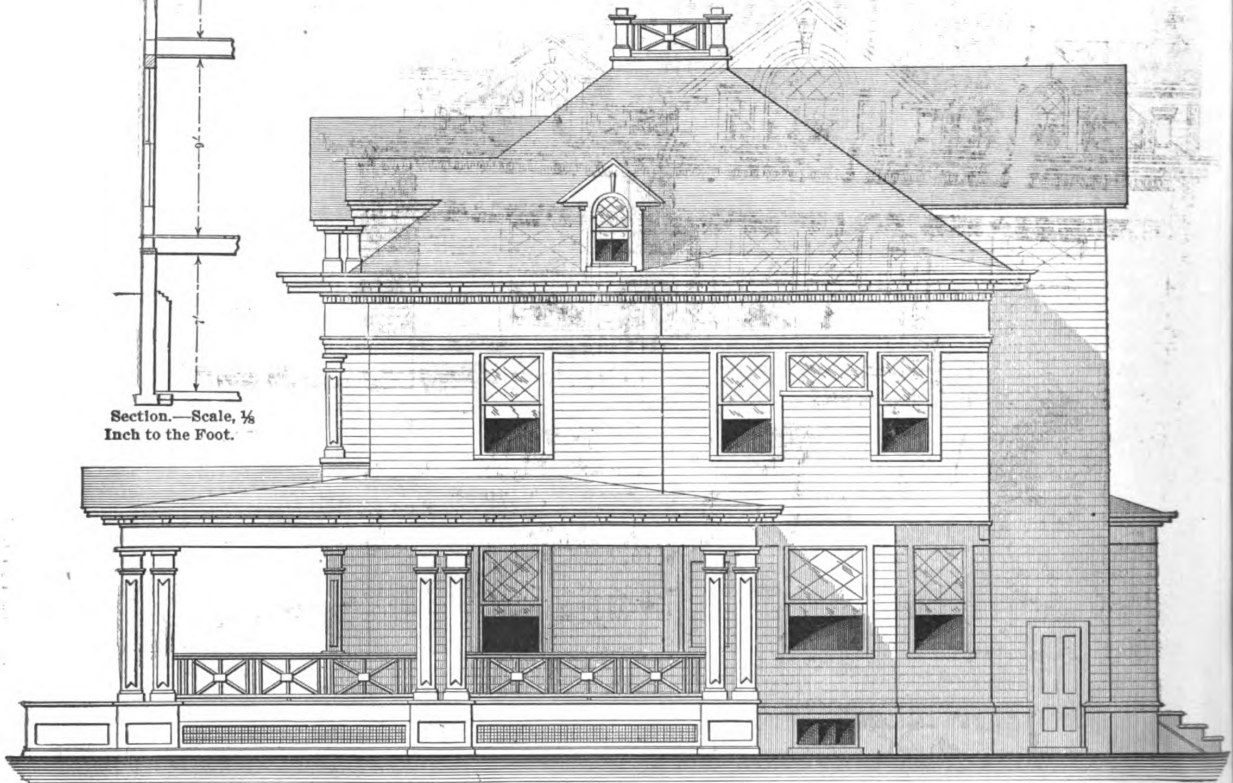 Section.—Scale, ⅛
Inch to the Foot.